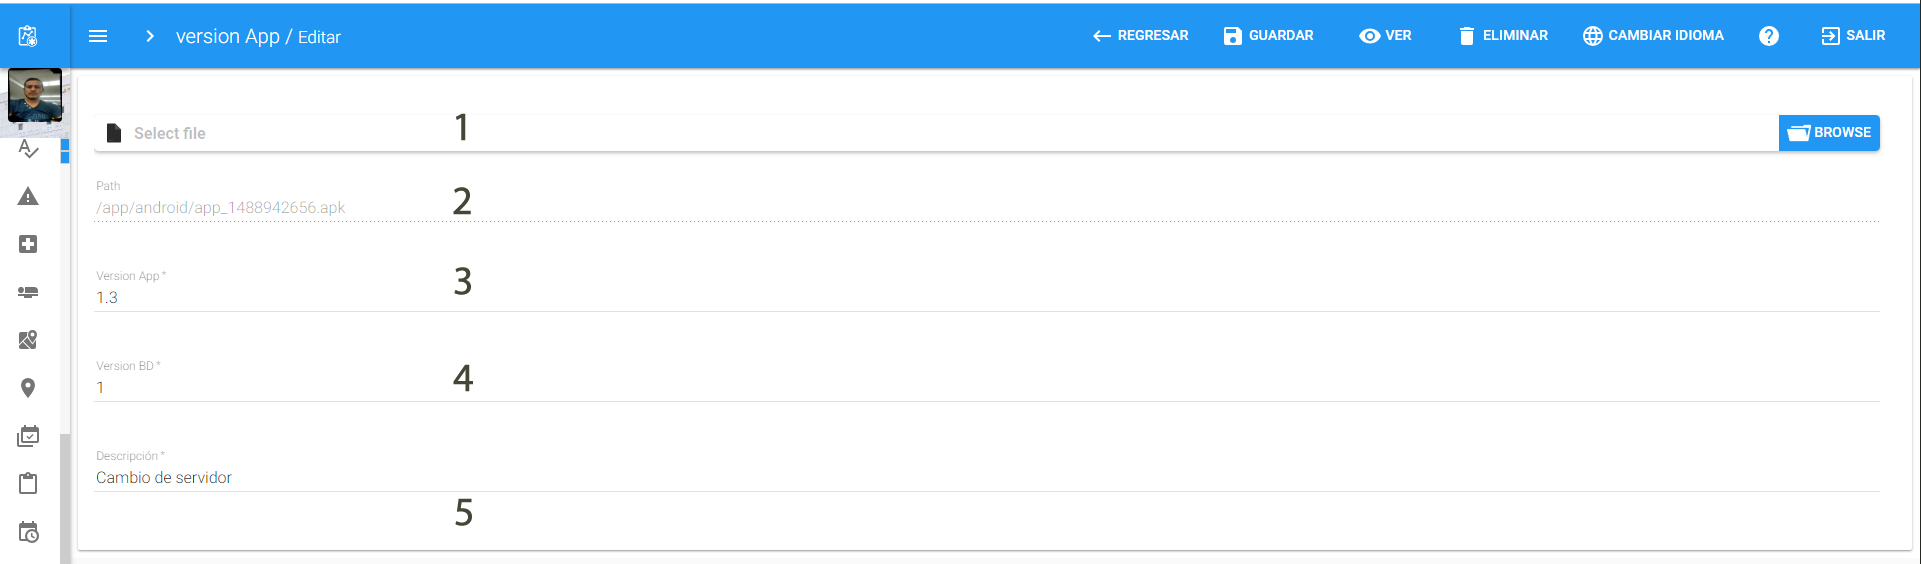 version App / Editar
REGRESAR
GUARDAR
VER
ELIMINAR
CAMBIAR IDIOMA
SALIR
Select file
1
BROWSE
Path
/app/android/app_1488942656.apk
2
Version App *
1.3
3
Version BD *
1
4
Descripción *
Cambio de servidor
5